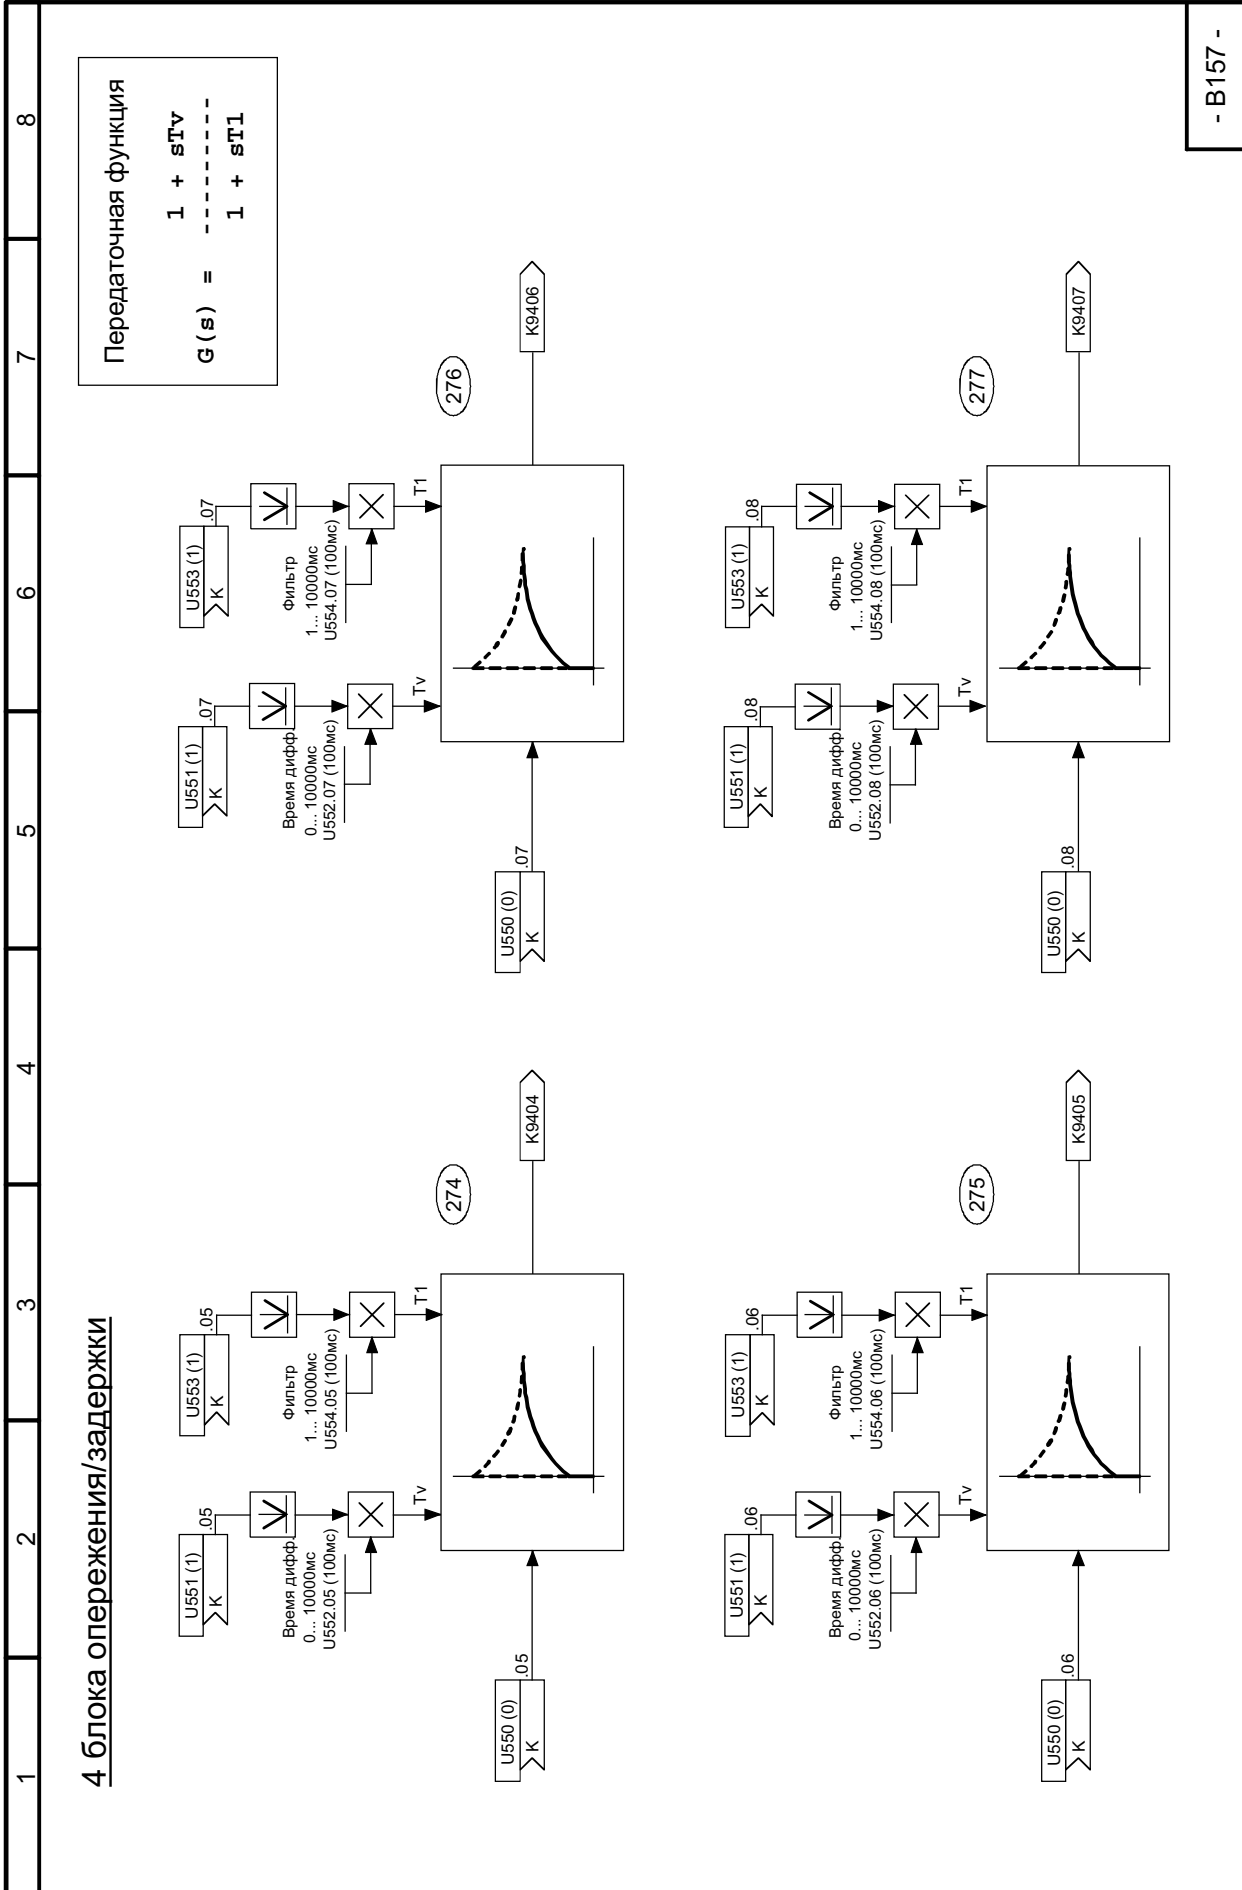 1 2 3 4 5 6 7 8
4 блока опережения/задержки
Передаточная функция
1 + sTv
G(s) = -----------
1 + sT1
U551 (1)
K
.05
U553 (1)
K
.05
Время дифф.
0... 10000мс
U552.05 (100мс)
Фильтр
1... 10000мс
U554.05 (100мс)
Tv
T1
274
U550 (0)
K
.05
K9404
U551 (1)
K
.07
U553 (1)
K
.07
Время дифф.
0... 10000мс
U552.07 (100мс)
Фильтр
1... 10000мс
U554.07 (100мс)
Tv
T1
276
U550 (0)
K
.07
K9406
U551 (1)
K
.06
U553 (1)
K
.06
Время дифф.
0... 10000мс
U552.06 (100мс)
Фильтр
1... 10000мс
U554.06 (100мс)
Tv
T1
275
U550 (0)
K
.06
K9405
U551 (1)
K
.08
U553 (1)
K
.08
Время дифф.
0... 10000мс
U552.08 (100мс)
Фильтр
1... 10000мс
U554.08 (100мс)
Tv
T1
277
U550 (0)
K
.08
K9407
- B157 -